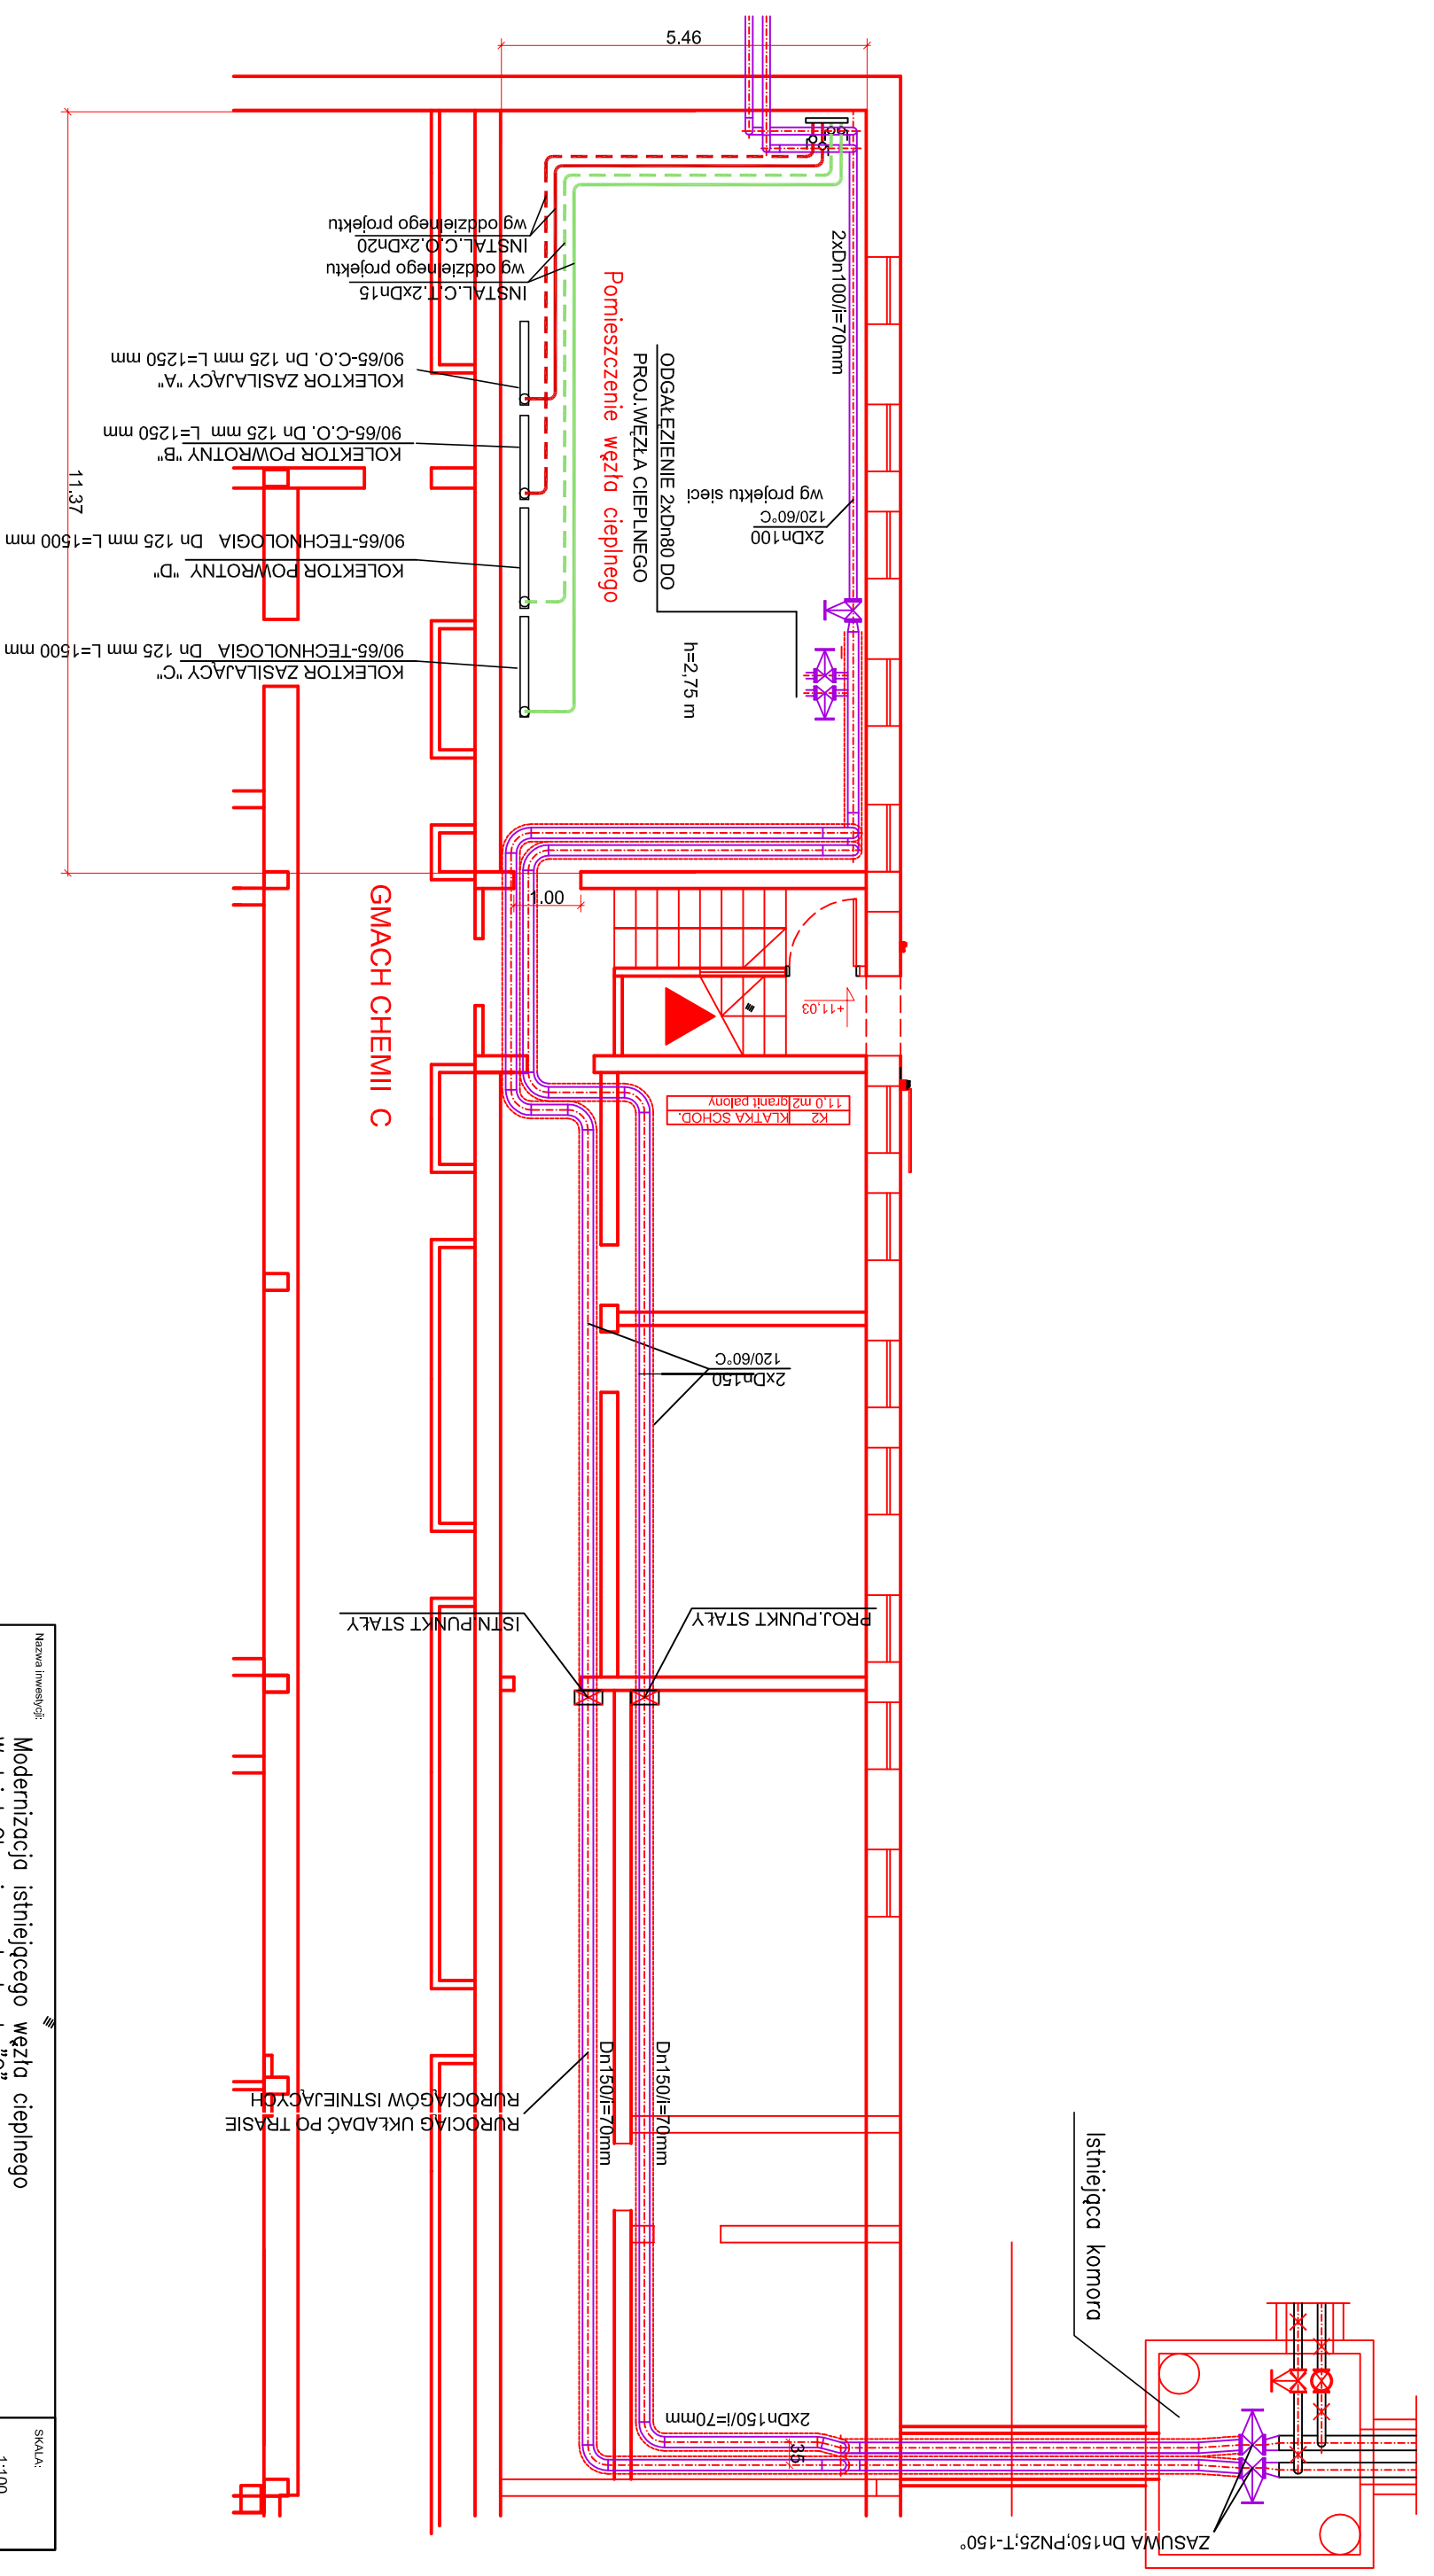 5.46
11.37
INSTAL.C.O.2xDn20
wg oddzielnego projektu
INSTAL.C.T.2xDn15
wg oddzielnego projektu
2xDn100/i=70mm
Pomieszczenie węzła cieplnego
KOLEKTOR ZASILAJĄCY "A"
90/65-C.O. Dn 125 mm L=1250 mm
KOLEKTOR POWROTNY "B"
90/65-C.O. Dn 125 mm L=1250 mm
KOLEKTOR POWROTNY "D"
90/65-TECHNOLOGIA Dn 125 mm L=1500 mm
KOLEKTOR ZASILAJĄCY "C"
90/65-TECHNOLOGIA Dn 125 mm L=1500 mm
ODGAŁĘZIENIE 2xDn80 DO
PROJ.WĘZŁA CIEPLNEGO
2xDn100
120/60°C
wg projektu sieci
h=2,75 m
1.00
GMACH CHEMII C
+11,03
K2 KLATKA SCHOD.
11,0 m2 granit palony
2xDn150
120/60°C
ISTN.PUNKT STAŁY
PROJ.PUNKT STAŁY
Dn150/i=70mm
Dn150/i=70mm
RUROCIĄG UKŁADAĆ PO TRASIE
RUROCIĄGÓW ISTNIEJĄCYCH
Istniejąca komora
2xDn150/i=70mm
35
ZASUWA Dn150;PN25;T-150°
Nazwa inwestycji:
Modernizacja istniejącego węzła cieplnego
SKALA:
1:100